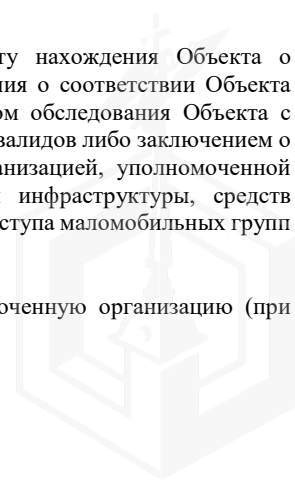 ту нахождения Объекта о
ия о соответствии Объекта
ом обследования Объекта с
валидов либо заключением о
анизацией, уполномоченной
и инфраструктуры, средств
ступа маломобильных групп
оченную организацию (при